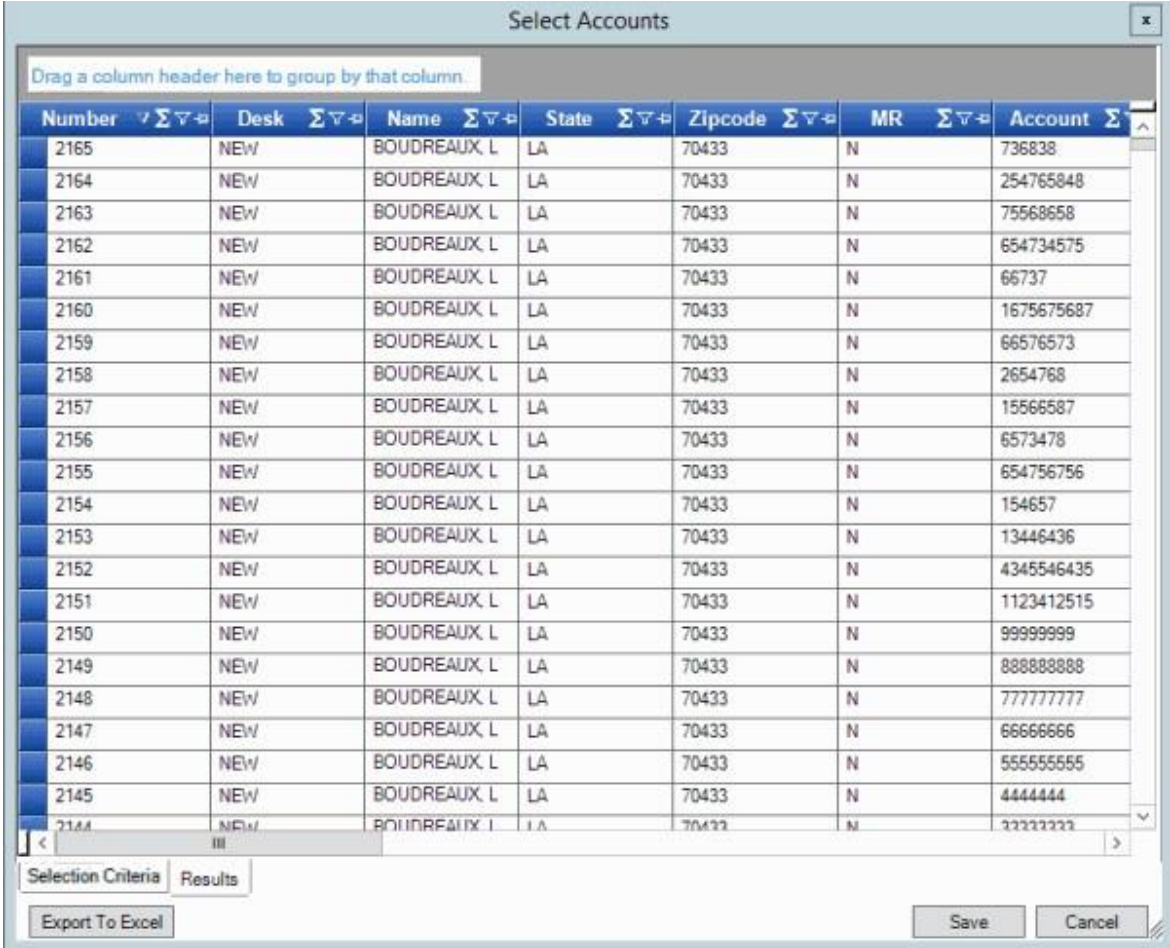 Select Accounts
x
Drag a column header here to group by that column.
Number Desk Name State Zipcode MR Account
2165 NEW BOUDREAUX, L LA 70433 N 736838
2164 NEW BOUDREAUX, L LA 70433 N 254765848
2163 NEW BOUDREAUX, L LA 70433 N 75568658
2162 NEW BOUDREAUX, L LA 70433 N 654734575
2161 NEW BOUDREAUX, L LA 70433 N 66737
2160 NEW BOUDREAUX, L LA 70433 N 1675675687
2159 NEW BOUDREAUX, L LA 70433 N 66576573
2158 NEW BOUDREAUX, L LA 70433 N 2654768
2157 NEW BOUDREAUX, L LA 70433 N 15566587
2156 NEW BOUDREAUX, L LA 70433 N 6573478
2155 NEW BOUDREAUX, L LA 70433 N 654756756
2154 NEW BOUDREAUX, L LA 70433 N 154657
2153 NEW BOUDREAUX, L LA 70433 N 13446436
2152 NEW BOUDREAUX, L LA 70433 N 4345546435
2151 NEW BOUDREAUX, L LA 70433 N 1123412515
2150 NEW BOUDREAUX, L LA 70433 N 99999999
2149 NEW BOUDREAUX, L LA 70433 N 888888888
2148 NEW BOUDREAUX, L LA 70433 N 777777777
2147 NEW BOUDREAUX, L LA 70433 N 66666666
2146 NEW BOUDREAUX, L LA 70433 N 555555555
2145 NEW BOUDREAUX, L LA 70433 N 4444444
2144 NEW BOUDREAUX, L LA 70433 N 33333333
Selection Criteria Results
Export To Excel Save Cancel